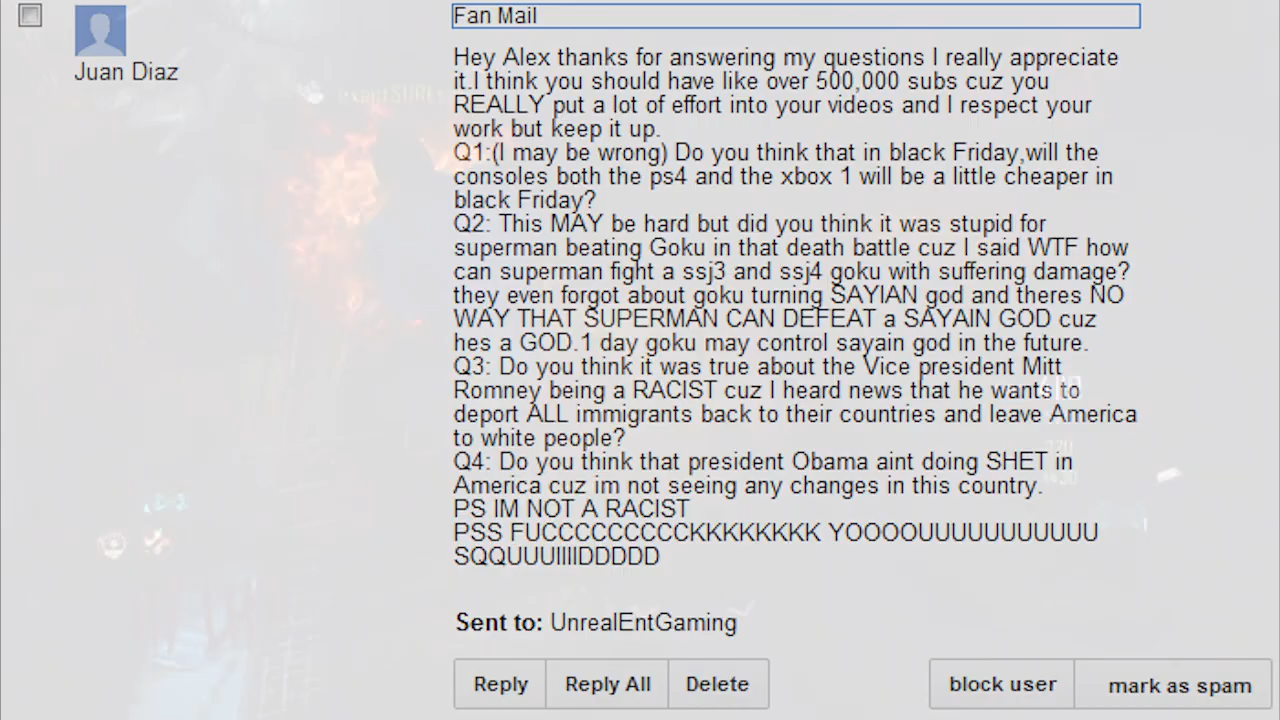 Fan Mail
Juan Diaz
Hey Alex thanks for answering my questions I really appreciate
it.I think you should have like over 500,000 subs cuz you
REALLY put a lot of effort into your videos and I respect your
work but keep it up.
Q1:(I may be wrong) Do you think that in black Friday,will the
consoles both the ps4 and the xbox 1 will be a little cheaper in
black Friday?
Q2: This MAY be hard but did you think it was stupid for
superman beating Goku in that death battle cuz I said WTF how
can superman fight a ssj3 and ssj4 goku with suffering damage?
they even forgot about goku turning SAYIAN god and theres NO
WAY THAT SUPERMAN CAN DEFEAT a SAYAIN GOD cuz
hes a GOD.1 day goku may control sayain god in the future.
Q3: Do you think it was true about the Vice president Mitt
Romney being a RACIST cuz I heard news that he wants to
deport ALL immigrants back to their countries and leave America
to white people?
Q4: Do you think that president Obama aint doing SHET in
America cuz im not seeing any changes in this country.
PS IM NOT A RACIST
PSS FUCCCCCCCCCKKKKKKKK YOOOOUUUUUUUUUUU
SQQUUUIIIIDDDDD
Sent to: UnrealEntGaming
Reply
Reply All
Delete
block user
mark as spam